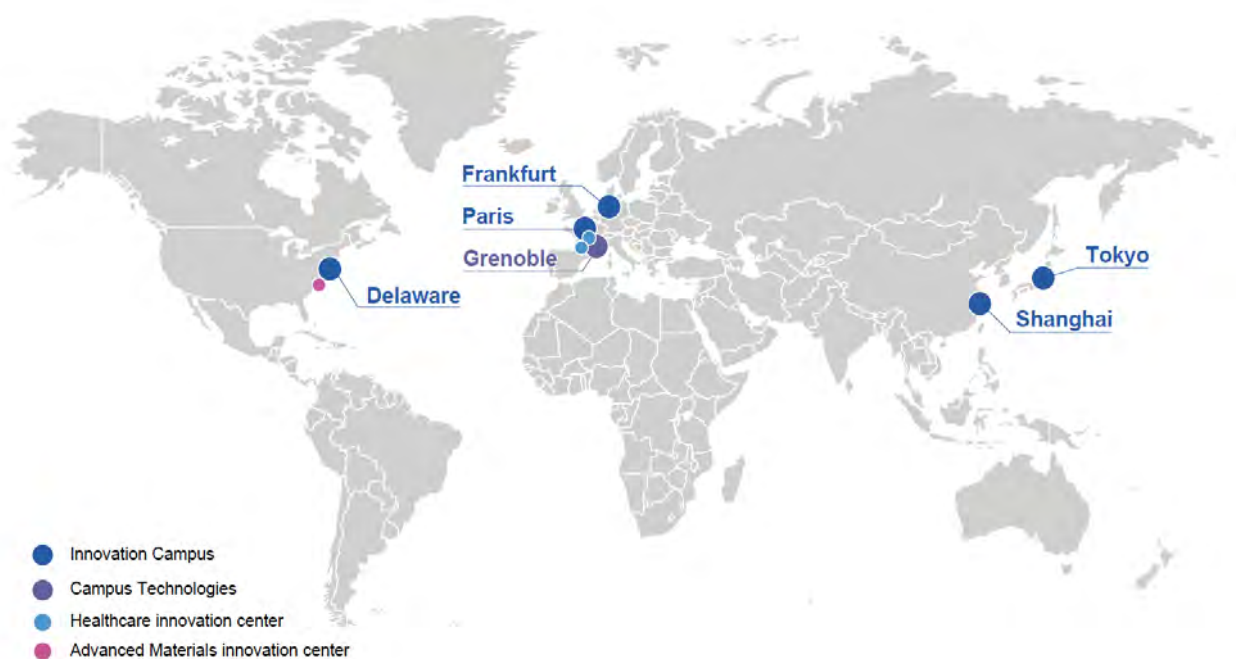 Frankfurt
Paris
Grenoble
Delaware
Tokyo
Shanghai
Innovation Campus
Campus Technologies
Healthcare innovation center
Advanced Materials innovation center